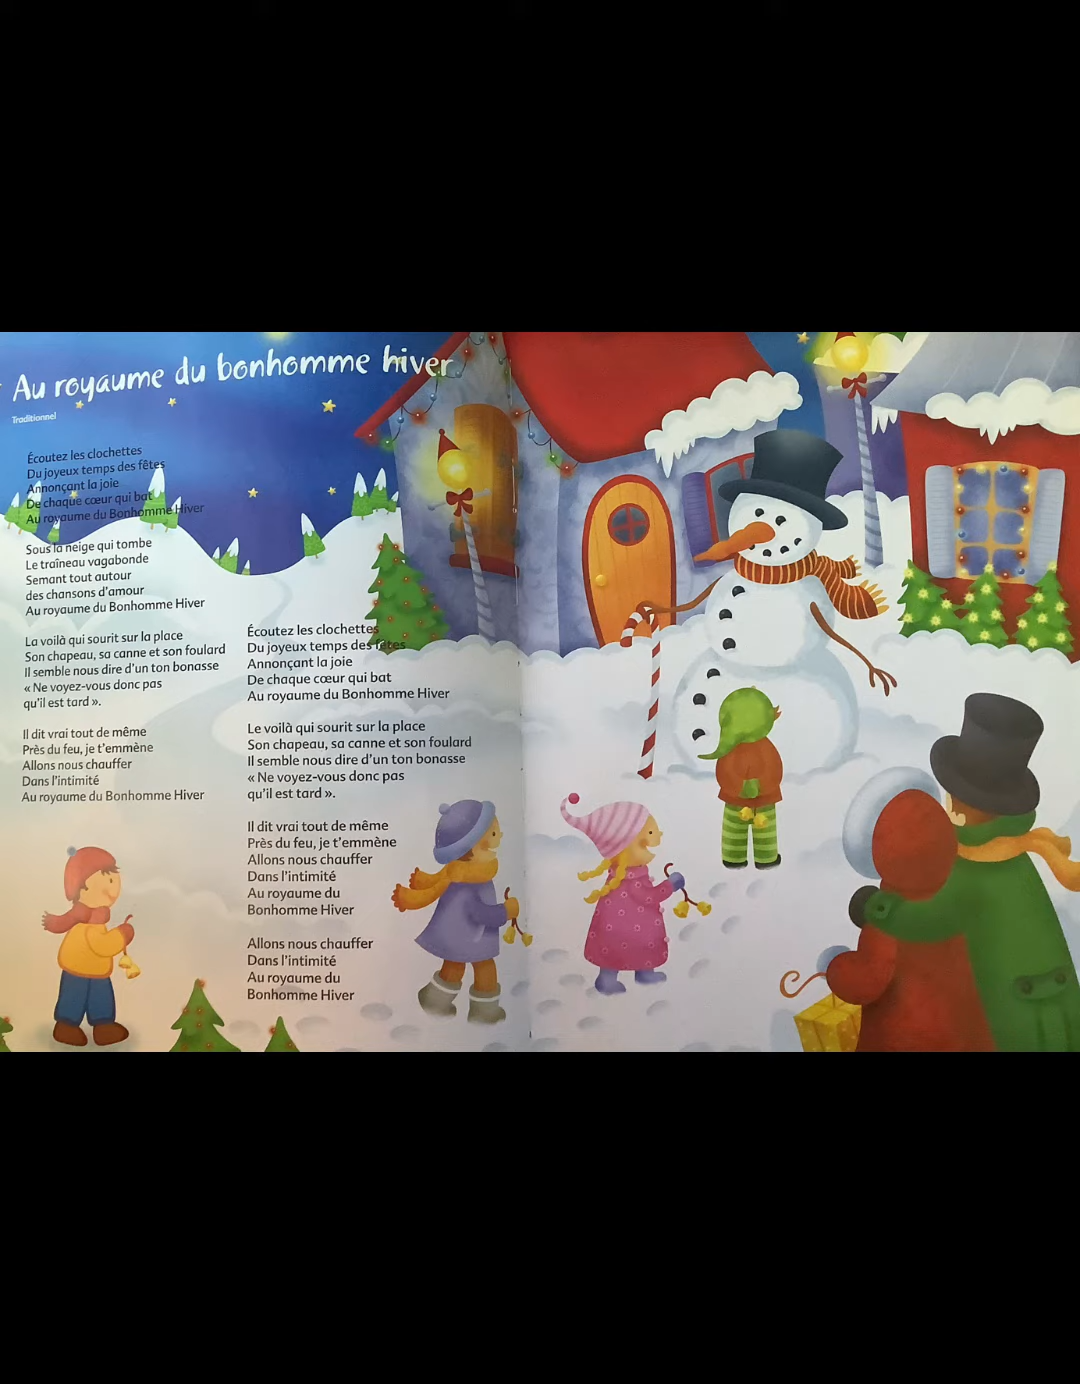 Au royaume du bonhomme hiver
Traditionnel
Écoutez les clochettes
Du joyeux temps des fêtes
Annonçant la joie
De chaque cœur qui bat
Au royaume du Bonhomme Hiver
Sous la neige qui tombe
Le traîneau vagabonde
Semant tout autour
des chansons d'amour
Au royaume du Bonhomme Hiver
La voilà qui sourit sur la place
Son chapeau, sa canne et son foulard
Il semble nous dire d'un ton bonasse
« Ne voyez-vous donc pas
qu'il est tard ».
Il dit vrai tout de même
Près du feu, je t'emmène
Allons nous chauffer
Dans l'intimité
Au royaume du Bonhomme Hiver
Écoutez les clochettes
Du joyeux temps des fêtes
Annonçant la joie
De chaque cœur qui bat
Au royaume du Bonhomme Hiver
Le voilà qui sourit sur la place
Son chapeau, sa canne et son foulard
Il semble nous dire d'un ton bonasse
« Ne voyez-vous donc pas
qu'il est tard ».
Il dit vrai tout de même
Près du feu, je t'emmène
Allons nous chauffer
Dans l'intimité
Au royaume du
Bonhomme Hiver
Allons nous chauffer
Dans l'intimité
Au royaume du
Bonhomme Hiver